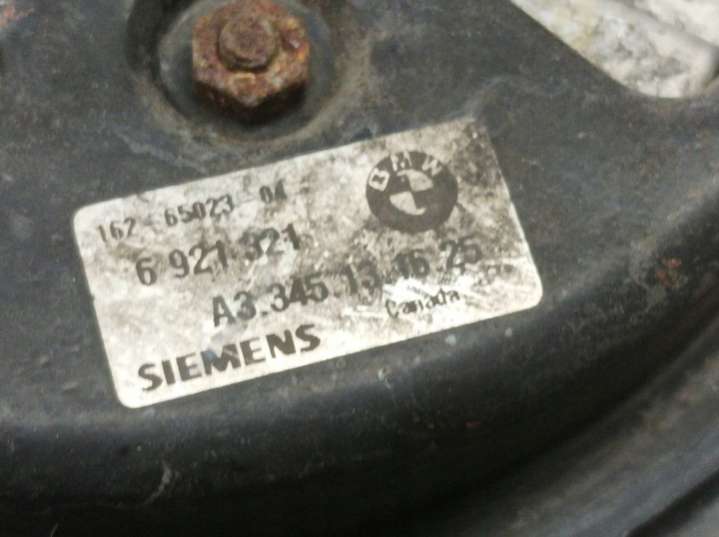 162-65023-04
BMW
6 921 321
A3.345.13.16.25
Canada
SIEMENS